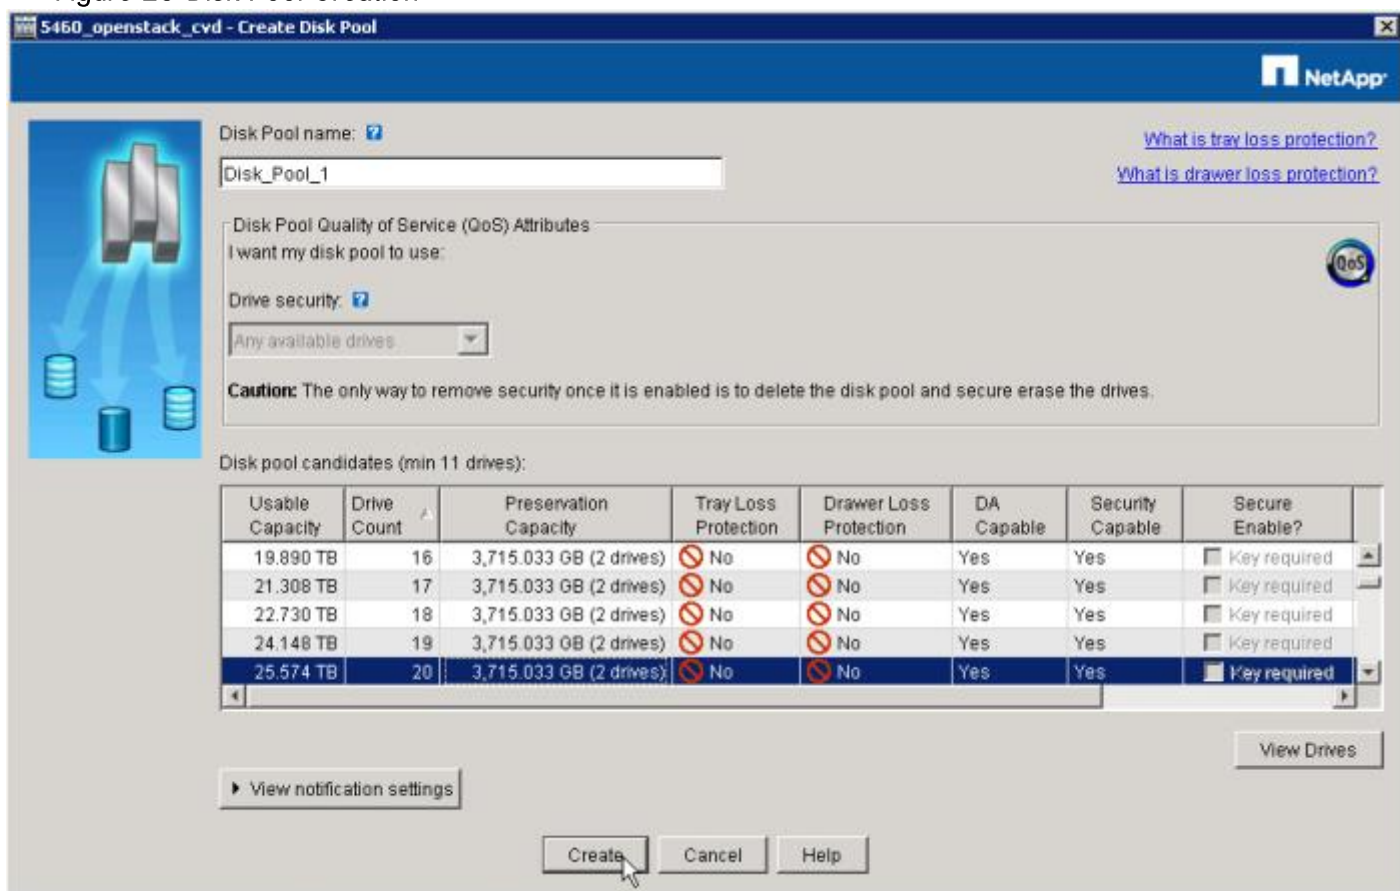 5460_openstack_cvd - Create Disk Pool
NetApp
Disk Pool name:
What is tray loss protection?
Disk_Pool_1
What is drawer loss protection?
Disk Pool Quality of Service (QoS) Attributes
I want my disk pool to use:
QoS
Drive security:
Any available drives
Caution: The only way to remove security once it is enabled is to delete the disk pool and secure erase the drives.
Disk pool candidates (min 11 drives):
Usable Capacity Drive Count Preservation Capacity Tray Loss Protection Drawer Loss Protection DA Capable Security Capable Secure Enable?
19.890 TB 16 3,715.033 GB (2 drives) No No Yes Yes Key required
21.308 TB 17 3,715.033 GB (2 drives) No No Yes Yes Key required
22.730 TB 18 3,715.033 GB (2 drives) No No Yes Yes Key required
24.148 TB 19 3,715.033 GB (2 drives) No No Yes Yes Key required
25.574 TB 20 3,715.033 GB (2 drives) No No Yes Yes Key required
View Drives
View notification settings
Create Cancel Help